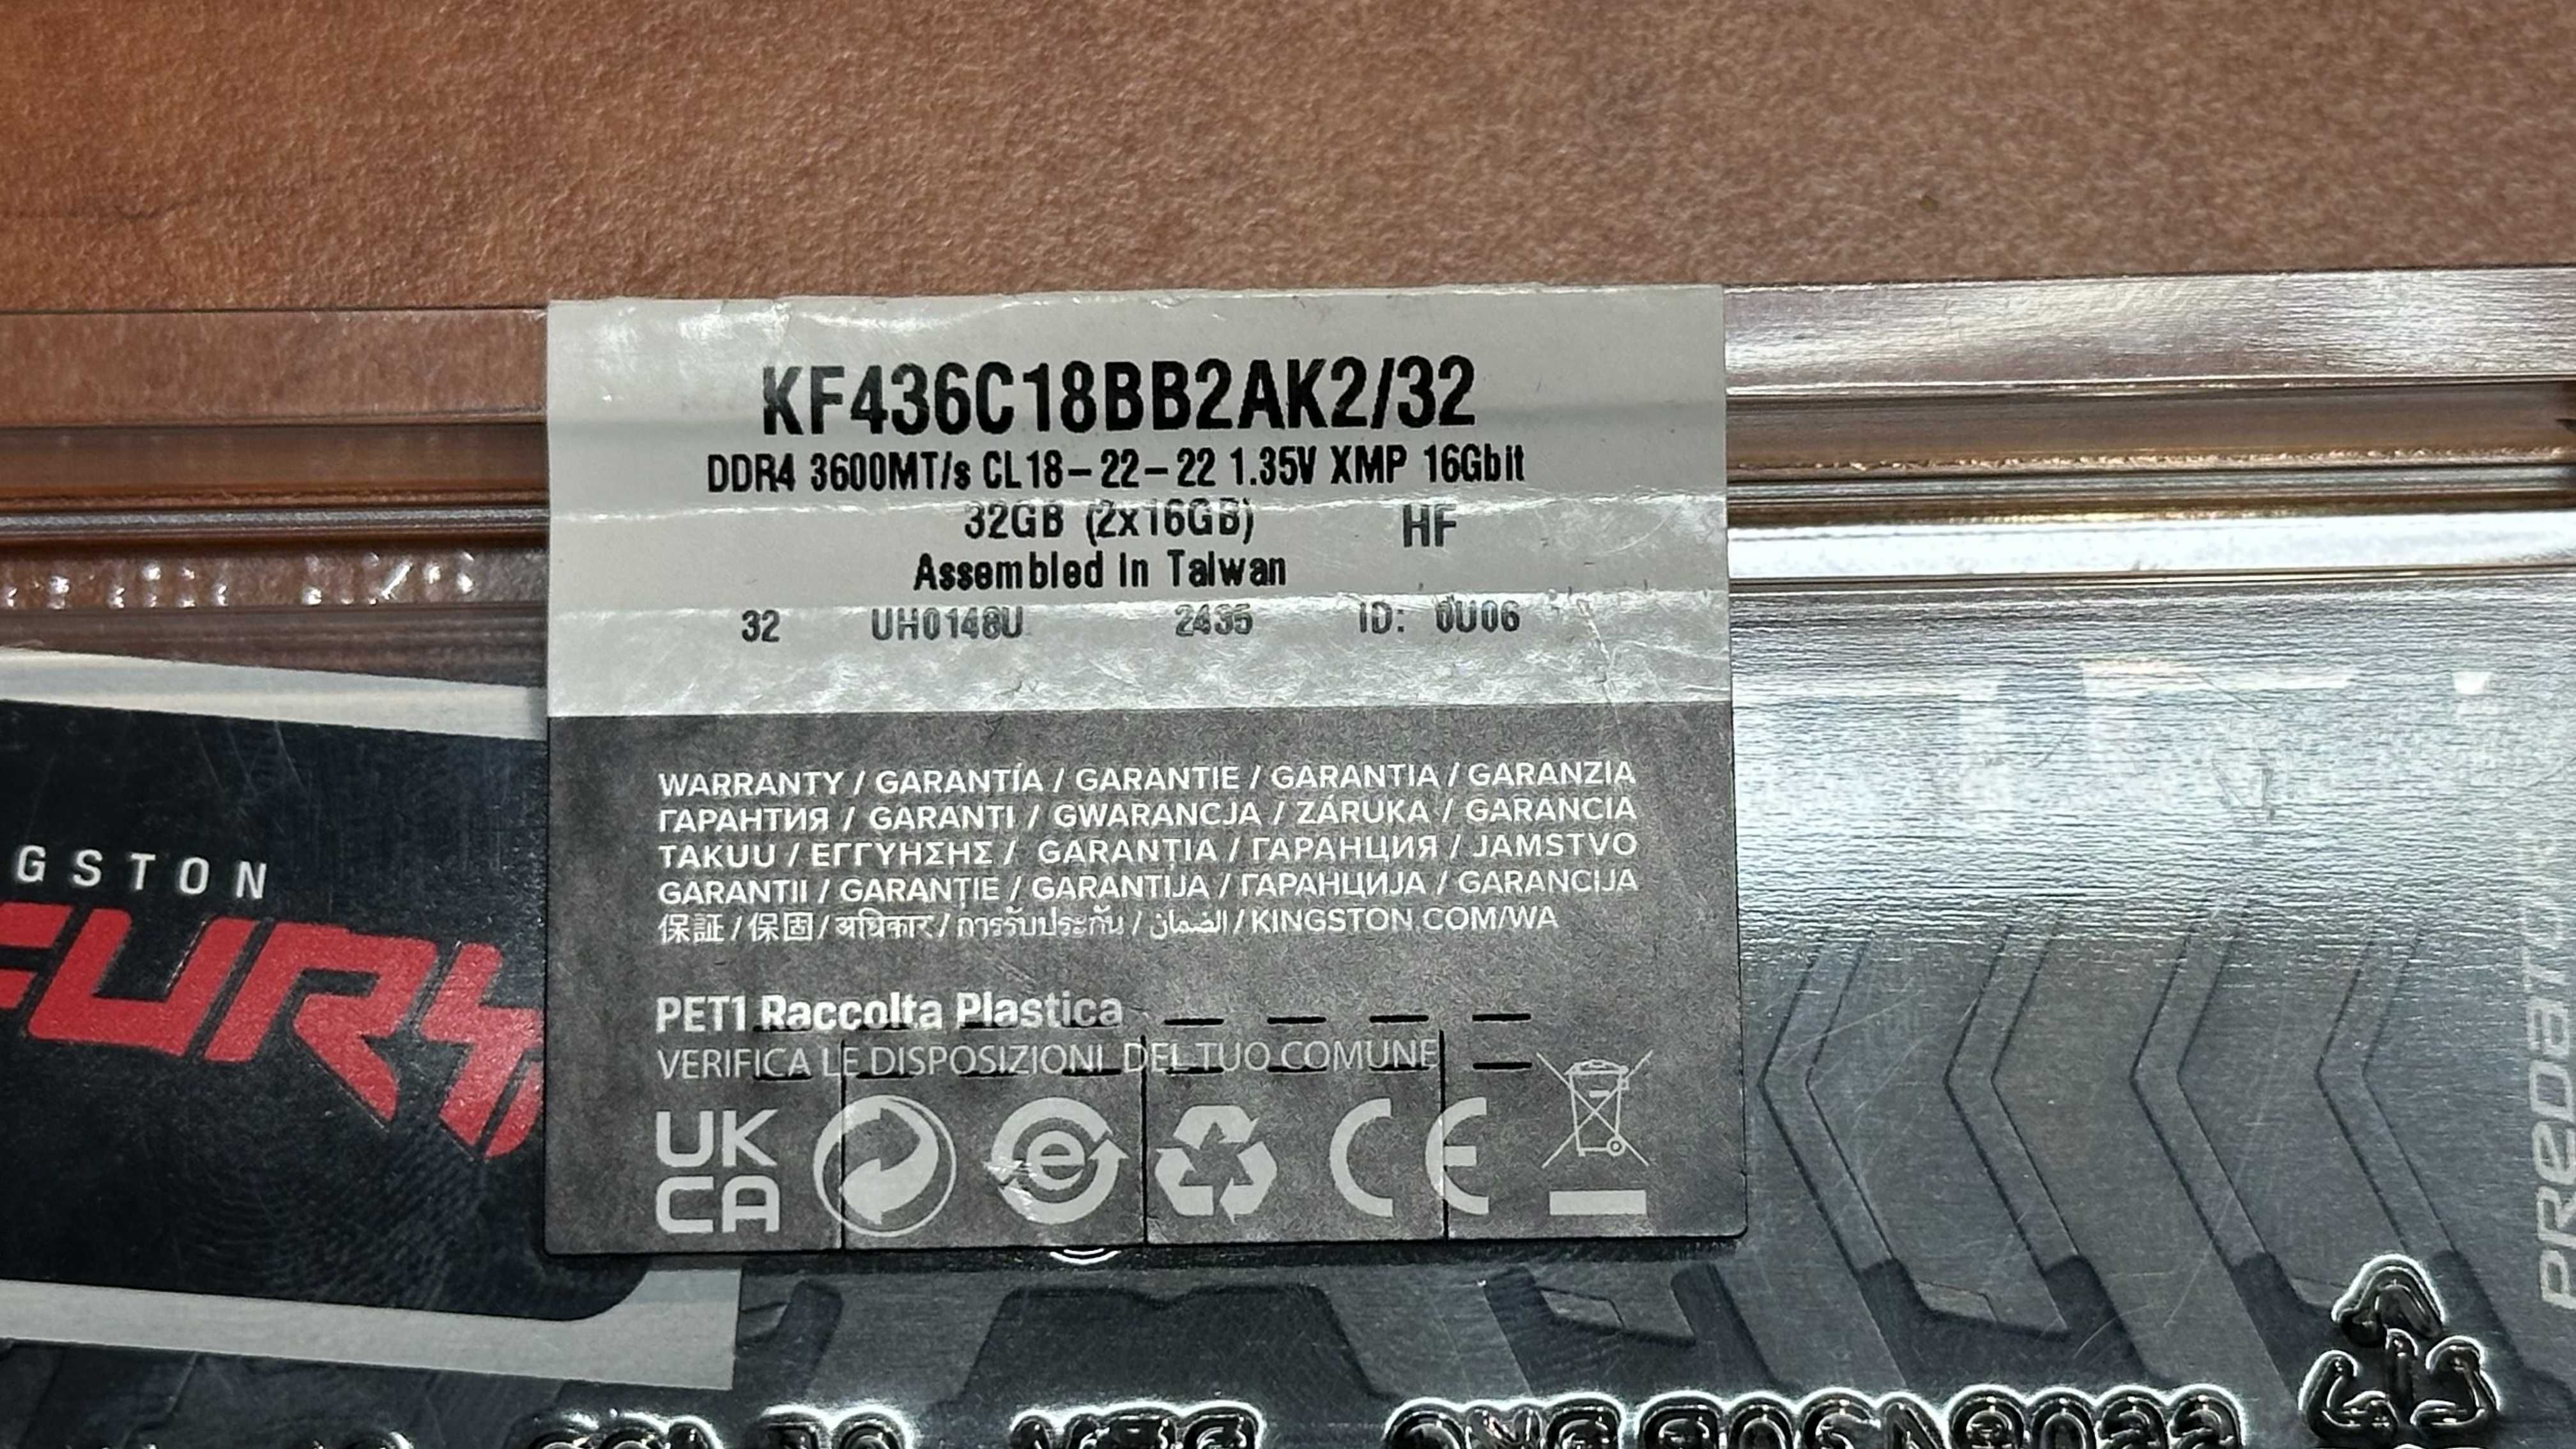 KF436C18BB2AK2/32
DDR4 3600MT/s CL18-22-22 1.35V XMP 16Gbit
32GB (2x16GB) HF
Assembled in Taiwan
32 UH0148U 2435 ID: 0U06
WARRANTY / GARANTÍA / GARANTIE / GARANTIA / GARANZIA
ГАРАНТИЯ / GARANTI / GWARANCJA / ZÁRUKA / GARANCIA
TAKUU / ΕΓΓΥΗΣΗΣ / GARANȚIA / ГАРАНЦИЯ / JAMSTVO
GARANTII / GARANȚIE / GARANTIJA / ГАРАНЦИЈА / GARANCIJA
保証 / 保固 / अधिकार / การรับประกัน / الضمان / KINGSTON.COM/WA
PET1 Raccolta Plastica
VERIFICA LE DISPOSIZIONI DEL TUO COMUNE
UK
CA
e
CE
GSTON
FURY
PREDATOR